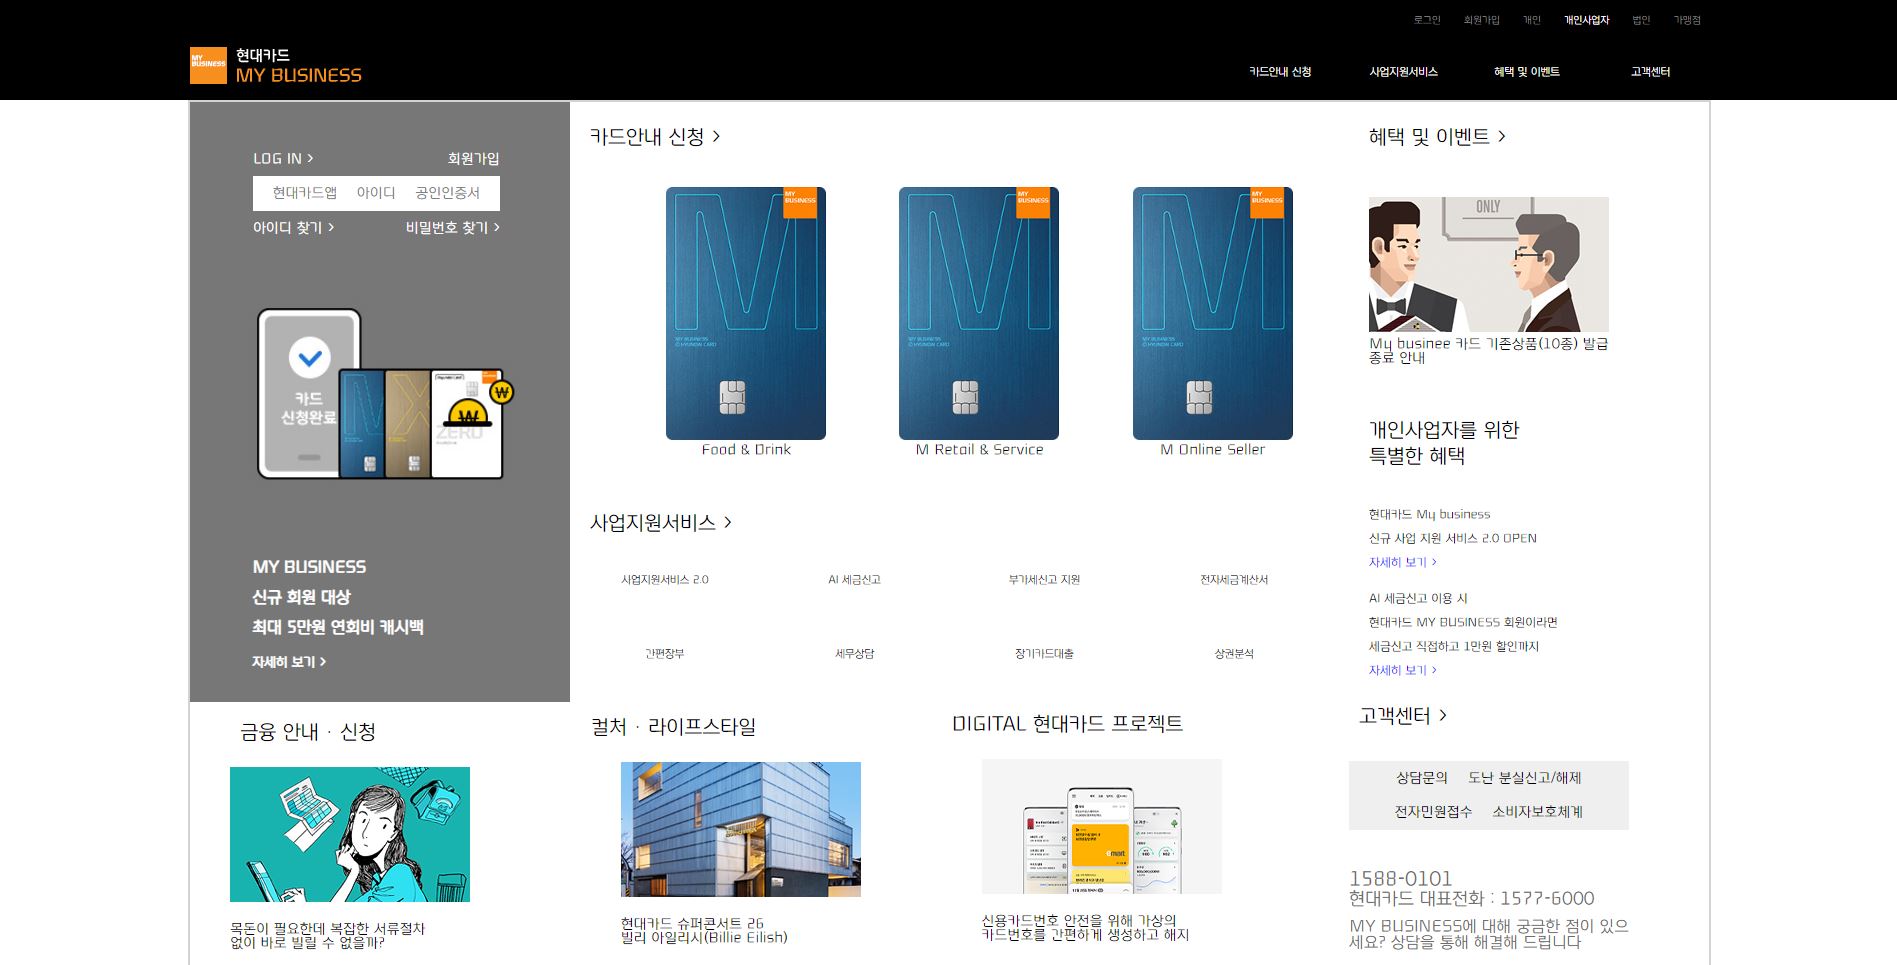 로그인 회원가입 개인 개인사업자 법인 가맹점
MY
BUSINESS
현대카드
MY BUSINESS
카드안내 신청 사업지원서비스 혜택 및 이벤트 고객센터
LOG IN > 회원가입
현대카드앱 아이디 공인인증서
아이디 찾기 > 비밀번호 찾기 >
카드
신청완료
ZERO
MY BUSINESS
신규 회원 대상
최대 5만원 연회비 캐시백
자세히 보기 >
카드안내 신청 >
MY
BUSINESS
MY BUSINESS
© HYUNDAI CARD
Food & Drink
MY
BUSINESS
MY BUSINESS
© HYUNDAI CARD
M Retail & Service
MY
BUSINESS
MY BUSINESS
© HYUNDAI CARD
M Online Seller
사업지원서비스 >
사업지원서비스 2.0 AI 세금신고 부가세신고 지원 전자세금계산서
간편장부 세무상담 장기카드대출 상권분석
혜택 및 이벤트 >
ONLY
My businee 카드 기존상품(10종) 발급
종료 안내
개인사업자를 위한
특별한 혜택
현대카드 My business
신규 사업 지원 서비스 2.0 OPEN
자세히 보기 >
AI 세금신고 이용 시
현대카드 MY BUSINESS 회원이라면
세금신고 직접하고 1만원 할인까지
자세히 보기 >
금융 안내 · 신청
목돈이 필요한데 복잡한 서류절차
없이 바로 빌릴 수 없을까?
컬처 · 라이프스타일
현대카드 슈퍼콘서트 26
빌리 아일리시(Billie Eilish)
DIGITAL 현대카드 프로젝트
emart
신용카드번호 안전을 위해 가상의
카드번호를 간편하게 생성하고 해지
고객센터 >
상담문의 도난 분실신고/해제
전자민원접수 소비자보호체계
1588-0101
현대카드 대표전화 : 1577-6000
MY BUSINESS에 대해 궁금한 점이 있으
세요? 상담을 통해 해결해 드립니다